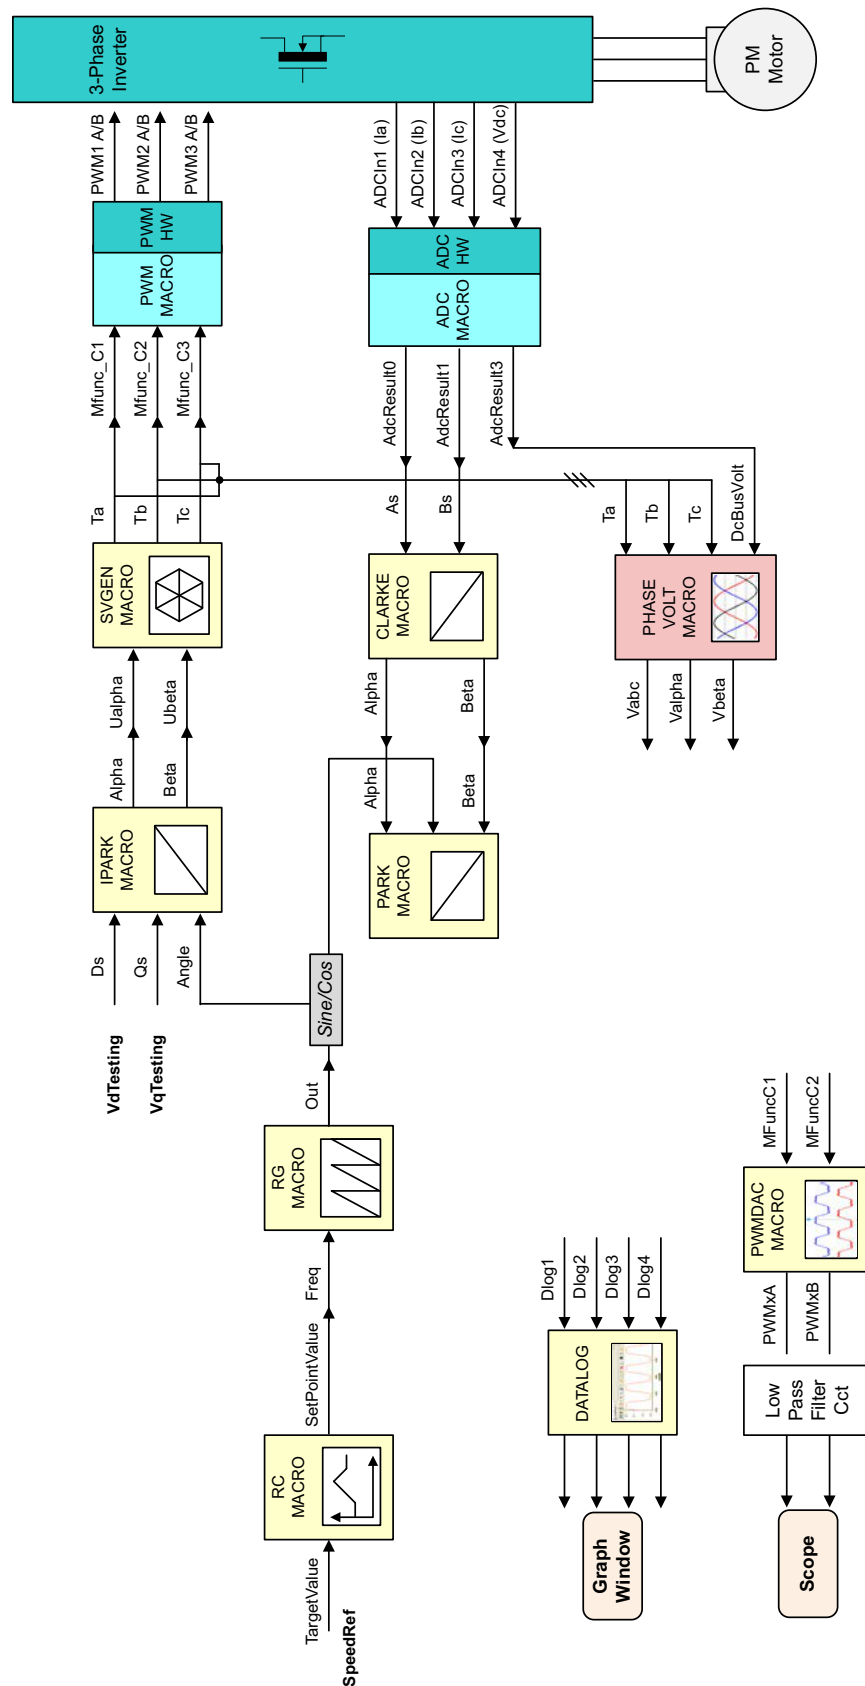 VdTesting
VqTesting
Ds
Qs
Angle
IPARK
MACRO
Alpha
Beta
Ualpha
Ubeta
SVGEN
MACRO
Ta
Tb
Tc
Mfunc_C1
Mfunc_C2
Mfunc_C3
PWM
MACRO
PWM
HW
PWM1 A/B
PWM2 A/B
PWM3 A/B
3-Phase
Inverter
TargetValue
SpeedRef
RC
MACRO
SetPointValue
Freq
RG
MACRO
Out
Sine/Cos
PARK
MACRO
Alpha
Beta
Alpha
Beta
CLARKE
MACRO
As
Bs
AdcResult0
AdcResult1
AdcResult3
ADC
MACRO
ADC
HW
ADCIn1 (Ia)
ADCIn2 (Ib)
ADCIn3 (Ic)
ADCIn4 (Vdc)
Vabc
Valpha
Vbeta
PHASE
VOLT
MACRO
Ta
Tb
Tc
DcBusVolt
PM
Motor
Graph
Window
DATALOG
Dlog1
Dlog2
Dlog3
Dlog4
Scope
Low
Pass
Filter
Cct
PWMxA
PWMxB
PWMDAC
MACRO
MFuncC1
MFuncC2